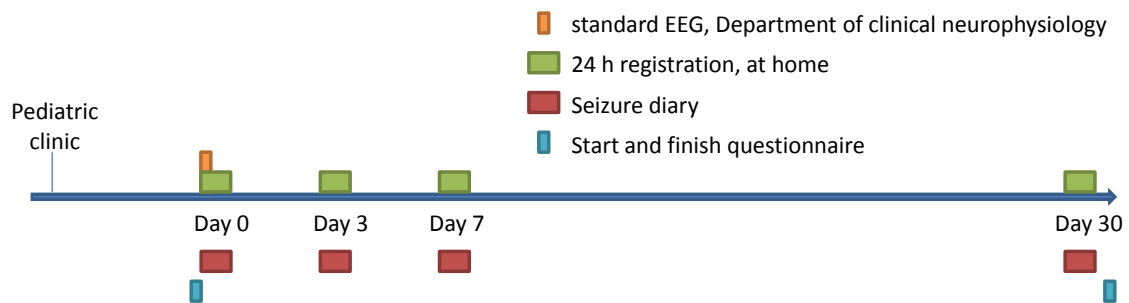 standard EEG, Department of clinical neurophysiology
24 h registration, at home
Seizure diary
Start and finish questionnaire
Pediatric
clinic
Day 0
Day 3
Day 7
Day 30